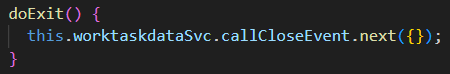 doExit() {
  this.worktaskdataSvc.callCloseEvent.next({});
}